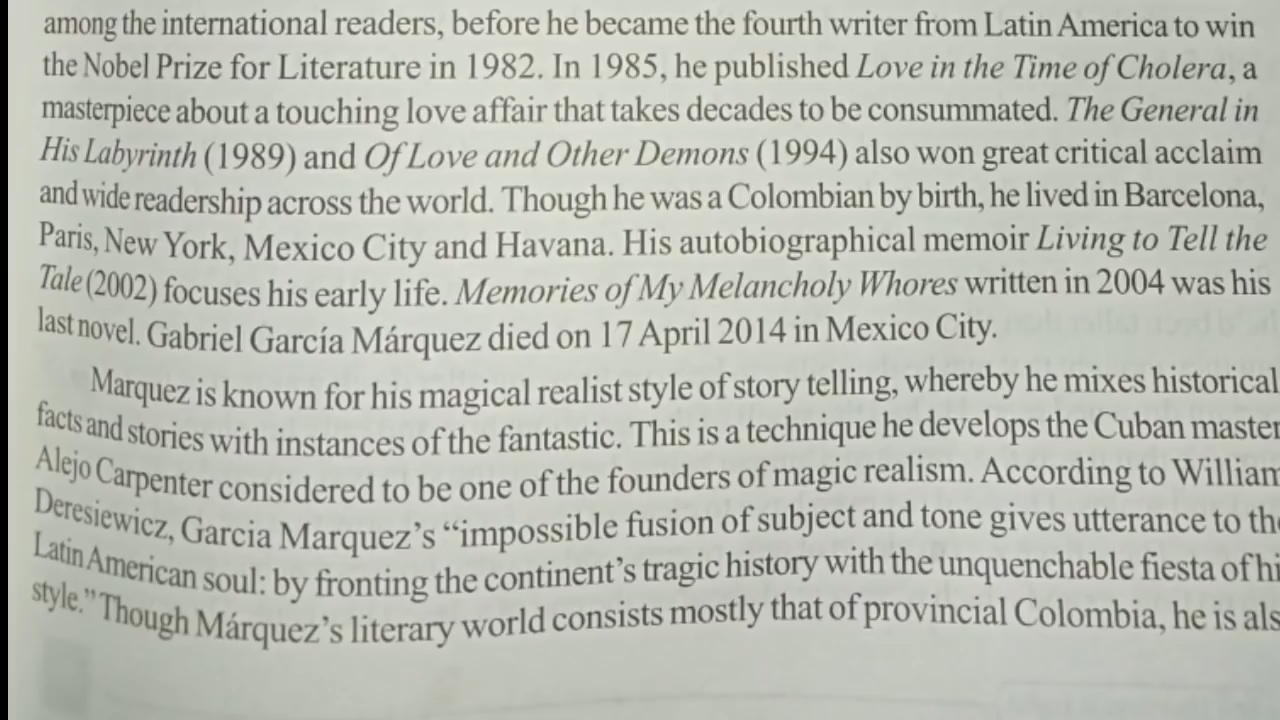 among the international readers, before he became the fourth writer from Latin America to win
the Nobel Prize for Literature in 1982. In 1985, he published Love in the Time of Cholera, a
masterpiece about a touching love affair that takes decades to be consummated. The General in
His Labyrinth (1989) and Of Love and Other Demons (1994) also won great critical acclaim
and wide readership across the world. Though he was a Colombian by birth, he lived in Barcelona,
Paris, New York, Mexico City and Havana. His autobiographical memoir Living to Tell the
Tale (2002) focuses his early life. Memories of My Melancholy Whores written in 2004 was his
last novel. Gabriel García Márquez died on 17 April 2014 in Mexico City.
Marquez is known for his magical realist style of story telling, whereby he mixes historical
facts and stories with instances of the fantastic. This is a technique he develops the Cuban master
Alejo Carpenter considered to be one of the founders of magic realism. According to William
Deresiewicz, Garcia Marquez's “impossible fusion of subject and tone gives utterance to the
Latin American soul: by fronting the continent's tragic history with the unquenchable fiesta of hi
style.” Though Márquez's literary world consists mostly that of provincial Colombia, he is als